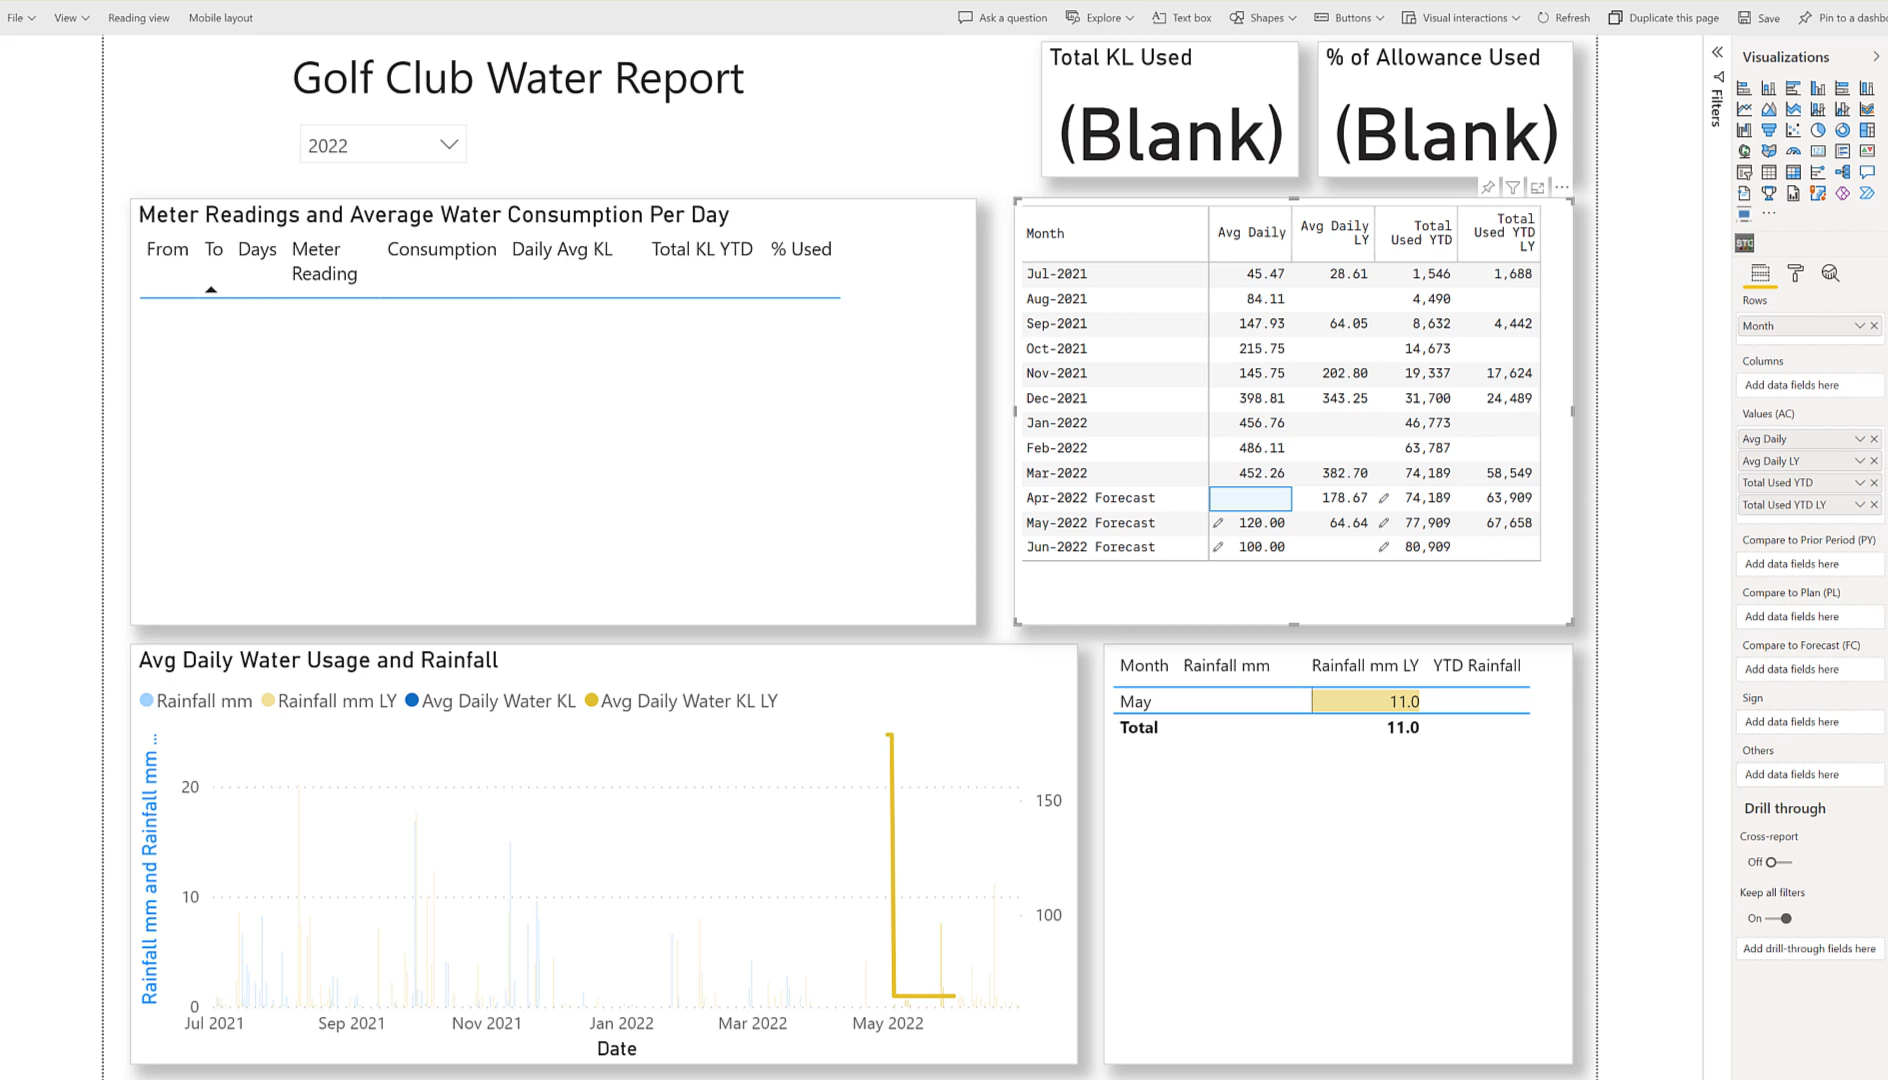 File View Reading view Mobile layout Ask a question Explore Text box Shapes Buttons Visual interactions Refresh Duplicate this page Save Pin to a dashbo
Golf Club Water Report
2022
Total KL Used
(Blank)
% of Allowance Used
(Blank)
Meter Readings and Average Water Consumption Per Day
From To Days Meter Reading Consumption Daily Avg KL Total KL YTD % Used
Month Avg Daily Avg Daily LY Total Used YTD Total Used YTD LY
Jul-2021 45.47 28.61 1,546 1,688
Aug-2021 84.11 4,490
Sep-2021 147.93 64.05 8,632 4,442
Oct-2021 215.75 14,673
Nov-2021 145.75 202.80 19,337 17,624
Dec-2021 398.81 343.25 31,700 24,489
Jan-2022 456.76 46,773
Feb-2022 486.11 63,787
Mar-2022 452.26 382.70 74,189 58,549
Apr-2022 Forecast 178.67 74,189 63,909
May-2022 Forecast 120.00 64.64 77,909 67,658
Jun-2022 Forecast 100.00 80,909
Avg Daily Water Usage and Rainfall
Rainfall mm Rainfall mm LY Avg Daily Water KL Avg Daily Water KL LY
Rainfall mm and Rainfall mm ...
20
10
0
150
100
Jul 2021 Sep 2021 Nov 2021 Jan 2022 Mar 2022 May 2022
Date
Month Rainfall mm Rainfall mm LY YTD Rainfall
May 11.0
Total 11.0
Filters
Visualizations
STC
Rows
Month
Columns
Add data fields here
Values (AC)
Avg Daily
Avg Daily LY
Total Used YTD
Total Used YTD LY
Compare to Prior Period (PY)
Add data fields here
Compare to Plan (PL)
Add data fields here
Compare to Forecast (FC)
Add data fields here
Sign
Add data fields here
Others
Add data fields here
Drill through
Cross-report
Off
Keep all filters
On
Add drill-through fields here